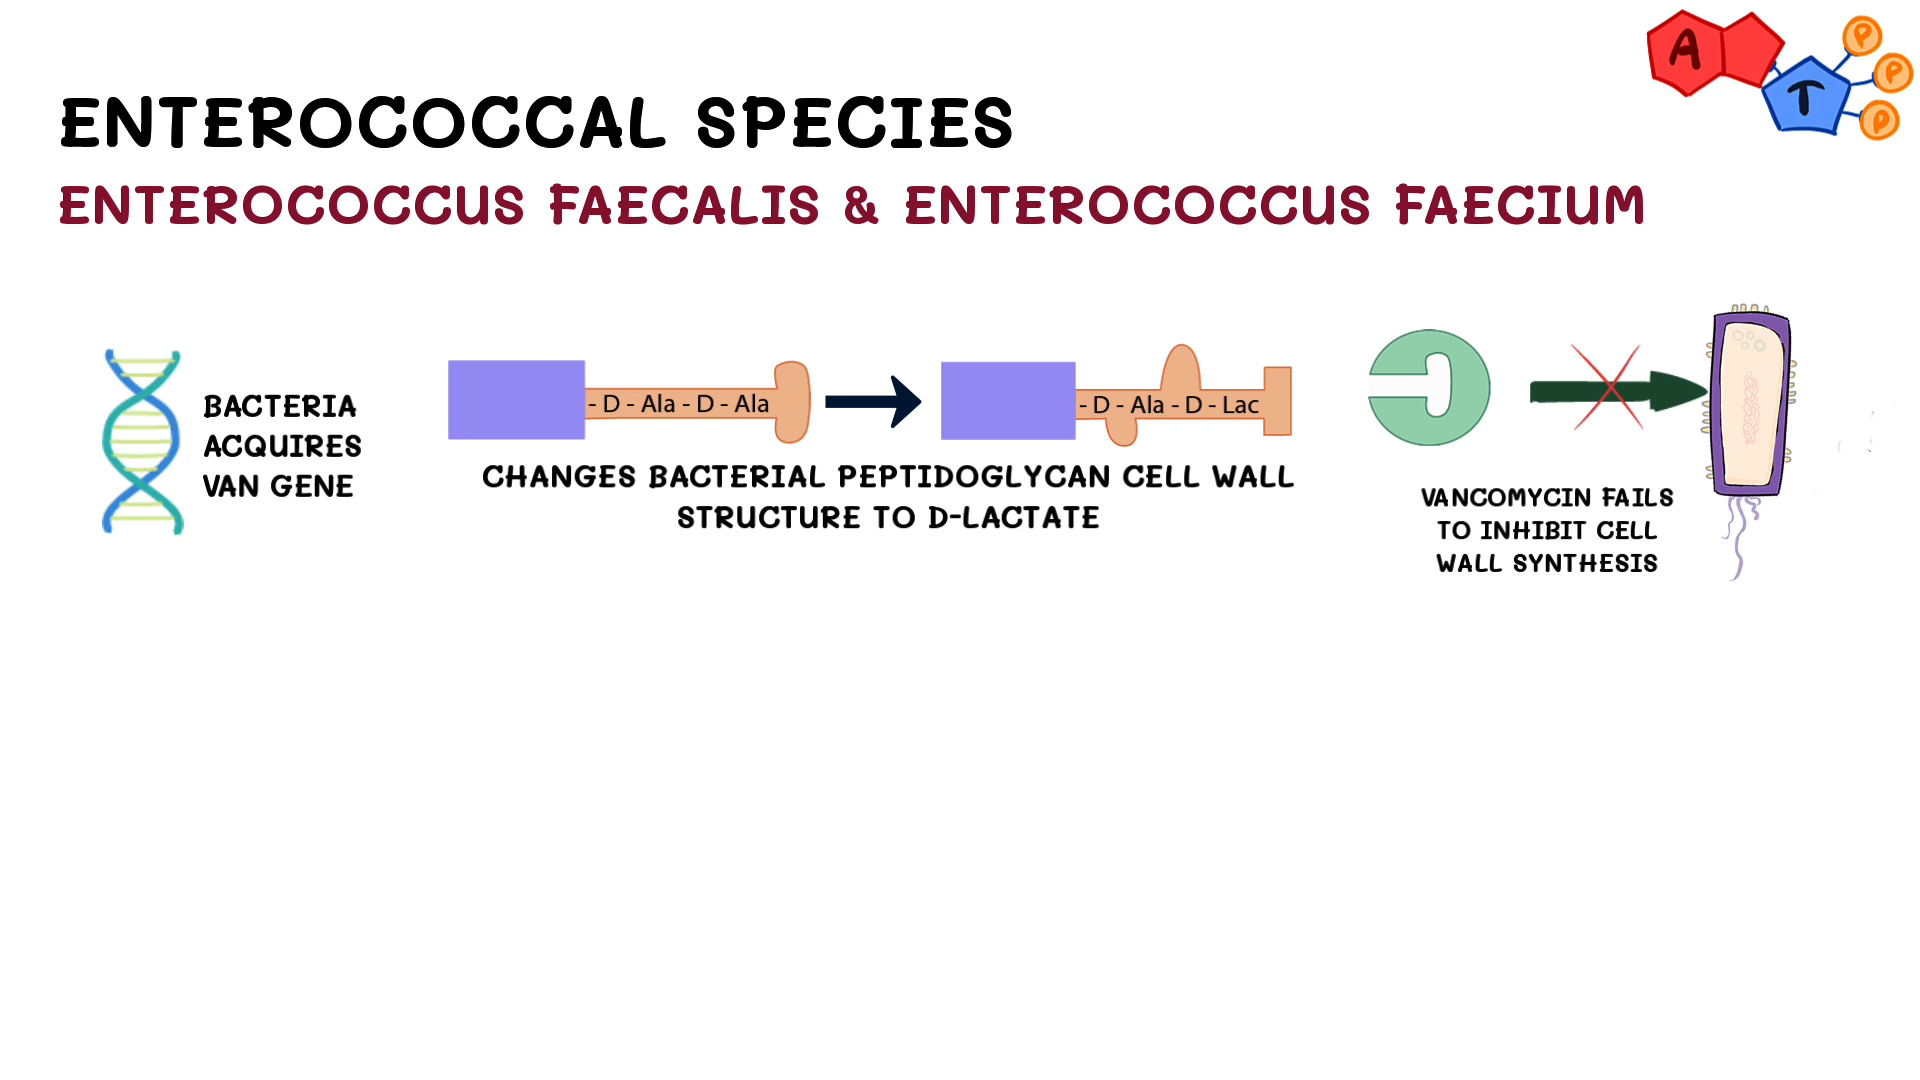 A T P P P
ENTEROCOCCAL SPECIES
ENTEROCOCCUS FAECALIS & ENTEROCOCCUS FAECIUM
BACTERIA
ACQUIRES
VAN GENE
- D - Ala - D - Ala
- D - Ala - D - Lac
CHANGES BACTERIAL PEPTIDOGLYCAN CELL WALL
STRUCTURE TO D-LACTATE
VANCOMYCIN FAILS
TO INHIBIT CELL
WALL SYNTHESIS